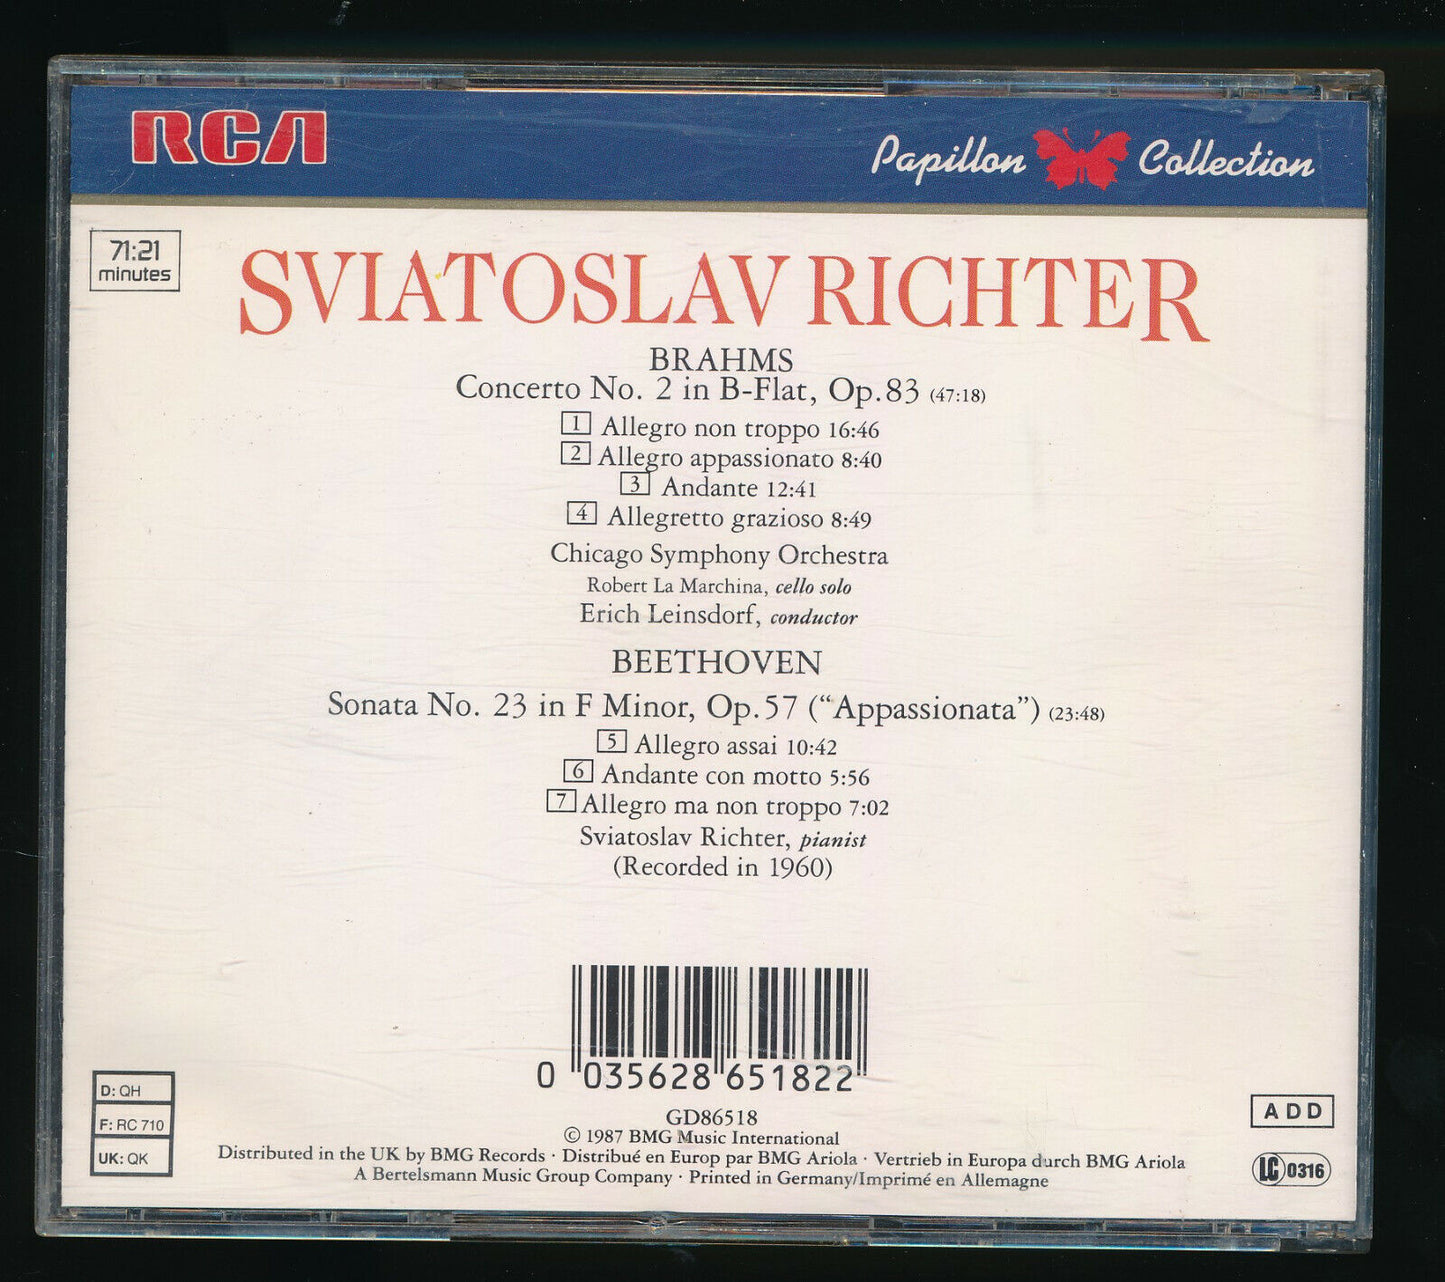 RCA
Papillon Collection
71:21
minutes
SVIATOSLAV RICHTER
BRAHMS
Concerto No. 2 in B-Flat, Op.83 (47:18)
1 Allegro non troppo 16:46
2 Allegro appassionato 8:40
3 Andante 12:41
4 Allegretto grazioso 8:49
Chicago Symphony Orchestra
Robert La Marchina, cello solo
Erich Leinsdorf, conductor
BEETHOVEN
Sonata No. 23 in F Minor, Op.57 (“Appassionata”) (23:48)
5 Allegro assai 10:42
6 Andante con motto 5:56
7 Allegro ma non troppo 7:02
Sviatoslav Richter, pianist
(Recorded in 1960)
0 035628 651822
D: QH
F: RC 710
UK: QK
GD86518
© 1987 BMG Music International
Distributed in the UK by BMG Records · Distribué en Europ par BMG Ariola · Vertrieb in Europa durch BMG Ariola
A Bertelsmann Music Group Company · Printed in Germany/Imprimé en Allemagne
ADD
LC 0316